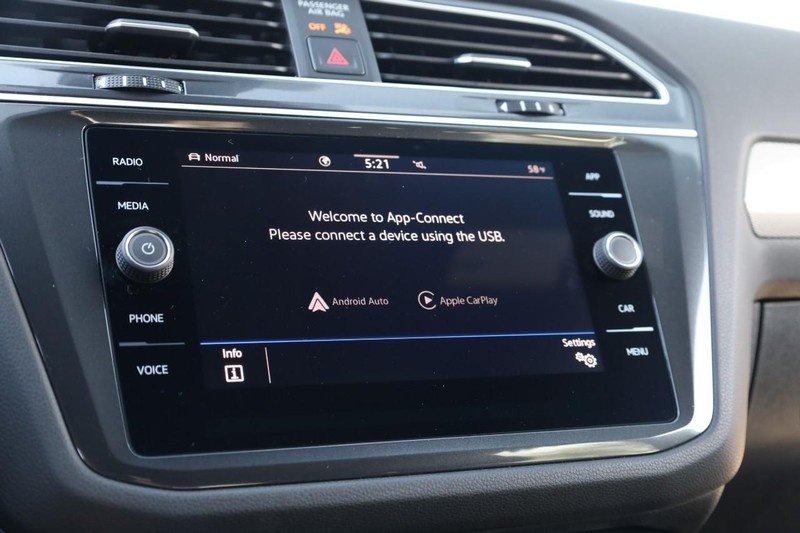 PASSENGER
AIR BAG
OFF
RADIO
MEDIA
PHONE
VOICE
Normal
5:21
58°F
Welcome to App-Connect
Please connect a device using the USB.
Android Auto
Apple CarPlay
Info
Settings
APP
SOUND
CAR
MENU